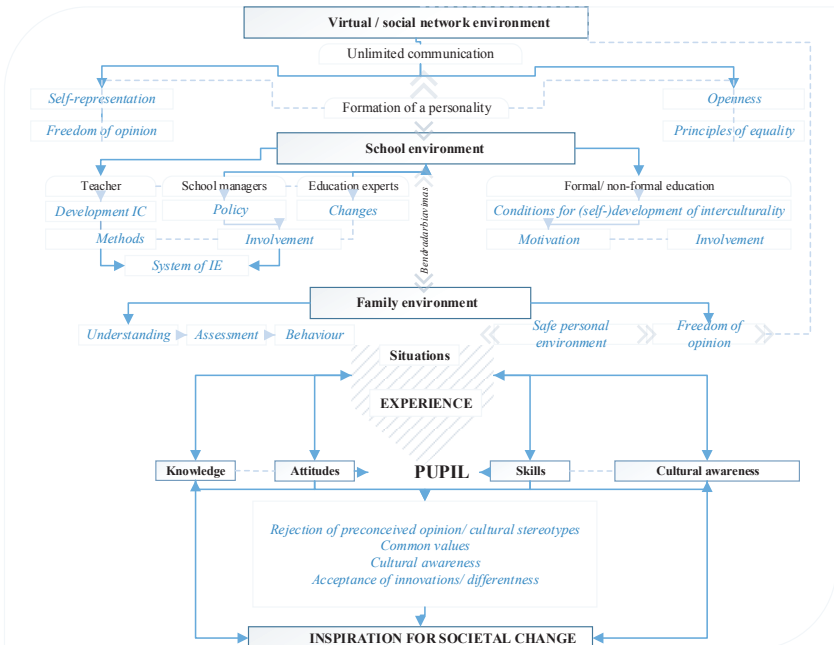 Virtual / social network environment
Unlimited communication
Self-representation
Openness
Formation of a personality
Freedom of opinion
Principles of equality
School environment
Teacher
School managers
Education experts
Formal/ non-formal education
Development IC
Policy
Changes
Conditions for (self-)development of interculturality
Methods
Involvement
Motivation
Involvement
System of IE
Bendradarbiavimas
Family environment
Understanding
Assessment
Behaviour
Safe personal
environment
Freedom of
opinion
Situations
EXPERIENCE
Knowledge
Attitudes
PUPIL
Skills
Cultural awareness
Rejection of preconceived opinion/ cultural stereotypes
Common values
Cultural awareness
Acceptance of innovations/ differentness
INSPIRATION FOR SOCIETAL CHANGE